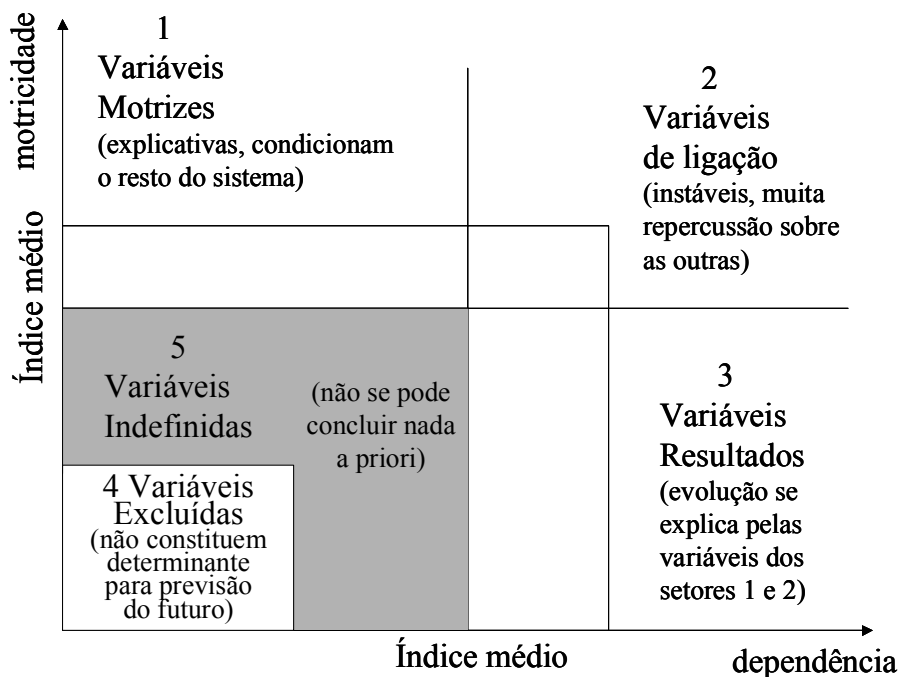 motricidade
Índice médio
1
Variáveis
Motrizes
(explicativas, condicionam
o resto do sistema)
2
Variáveis
de ligação
(instáveis, muita
repercussão sobre
as outras)
5
Variáveis
Indefinidas
(não se pode
concluir nada
a priori)
4 Variáveis
Excluídas
(não constituem
determinante
para previsão
do futuro)
3
Variáveis
Resultados
(evolução se
explica pelas
variáveis dos
setores 1 e 2)
Índice médio
dependência